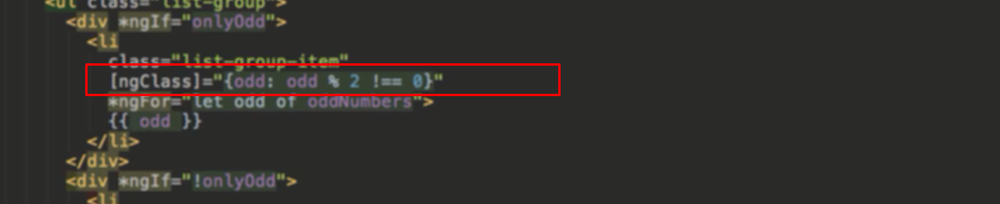 <ul class="list-group">
<div *ngIf="onlyOdd">
<li
class="list-group-item"
[ngClass]="{odd: odd % 2 !== 0}"
*ngFor="let odd of oddNumbers">
{{ odd }}
</li>
</div>
<div *ngIf="!onlyOdd">
<li